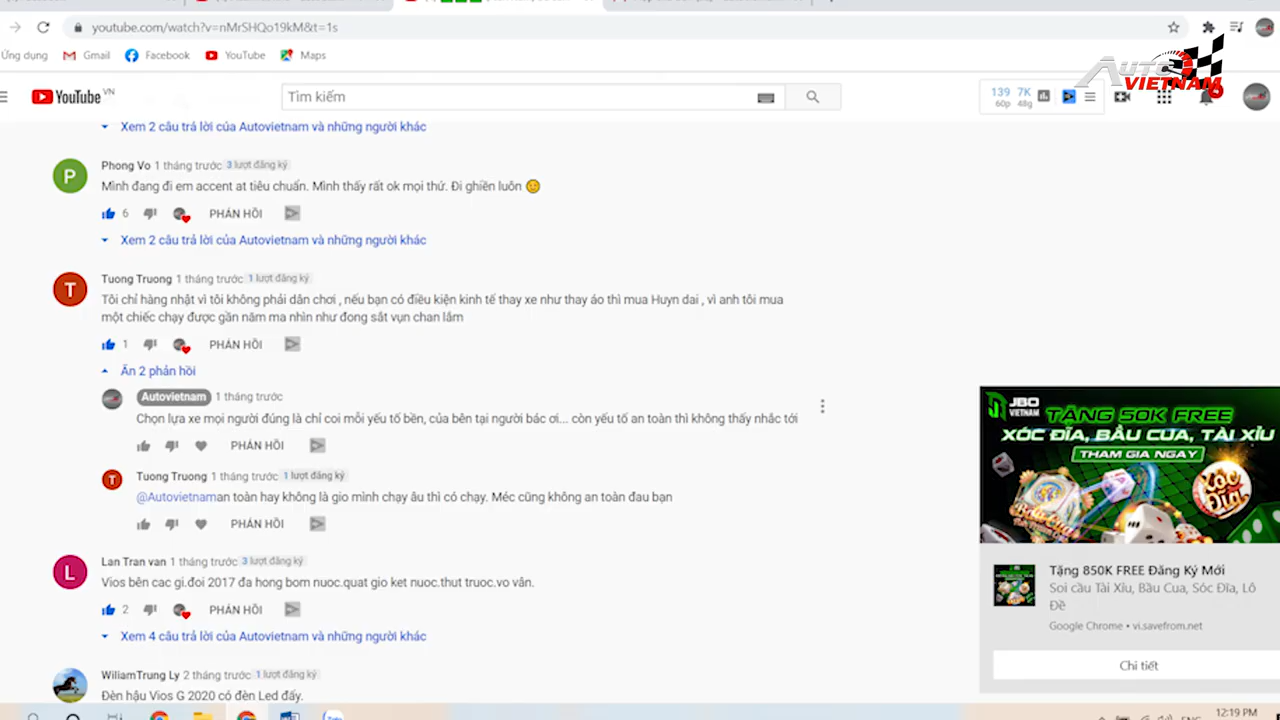 youtube.com/watch?v=nMrSHQo19kM&t=1s
Ứng dụng Gmail Facebook YouTube Maps
AUTO
VIETNAM
YouTube VN
Tìm kiếm
139 7K
60p 48g
Xem 2 câu trả lời của Autovietnam và những người khác
Phong Vo 1 tháng trước 3 lượt đăng ký
Mình đang đi em accent at tiêu chuẩn. Mình thấy rất ok mọi thứ. Đi ghiền luôn
6 PHẢN HỒI
Xem 2 câu trả lời của Autovietnam và những người khác
Tuong Truong 1 tháng trước 1 lượt đăng ký
Tôi chỉ hàng nhật vì tôi không phải dân chơi , nếu bạn có điều kiện kinh tế thay xe như thay áo thì mua Huyn dai , vì anh tôi mua
một chiếc chạy được gần năm ma nhìn như đong sắt vụn chan lắm
1 PHẢN HỒI
Ẩn 2 phản hồi
Autovietnam 1 tháng trước
Chọn lựa xe mọi người đúng là chỉ coi mỗi yếu tố bền, của bên tại người bác ơi... còn yếu tố an toàn thì không thấy nhắc tới
PHẢN HỒI
Tuong Truong 1 tháng trước 1 lượt đăng ký
@Autovietnaman toàn hay không là gio mình chạy âu thì có chạy. Méc cũng không an toàn đau bạn
PHẢN HỒI
Lan Tran van 1 tháng trước 3 lượt đăng ký
Vios bên cac gi.đoi 2017 đa hong bom nuoc.quat gio ket nuoc.thut truoc.vo vân.
2 PHẢN HỒI
Xem 4 câu trả lời của Autovietnam và những người khác
WiliamTrung Ly 2 tháng trước 1 lượt đăng ký
Đèn hậu Vios G 2020 có đèn Led đấy.
JBO
VIETNAM
TẶNG 50K FREE
XÓC ĐĨA, BẦU CUA, TÀI XỈU
THAM GIA NGAY
Xóc
Đĩa
Tặng 850K FREE Đăng Ký Mới
Soi cầu Tài Xỉu, Bầu Cua, Sóc Đĩa, Lô
Đề
Google Chrome • vi.savefrom.net
Chi tiết
12:19 PM